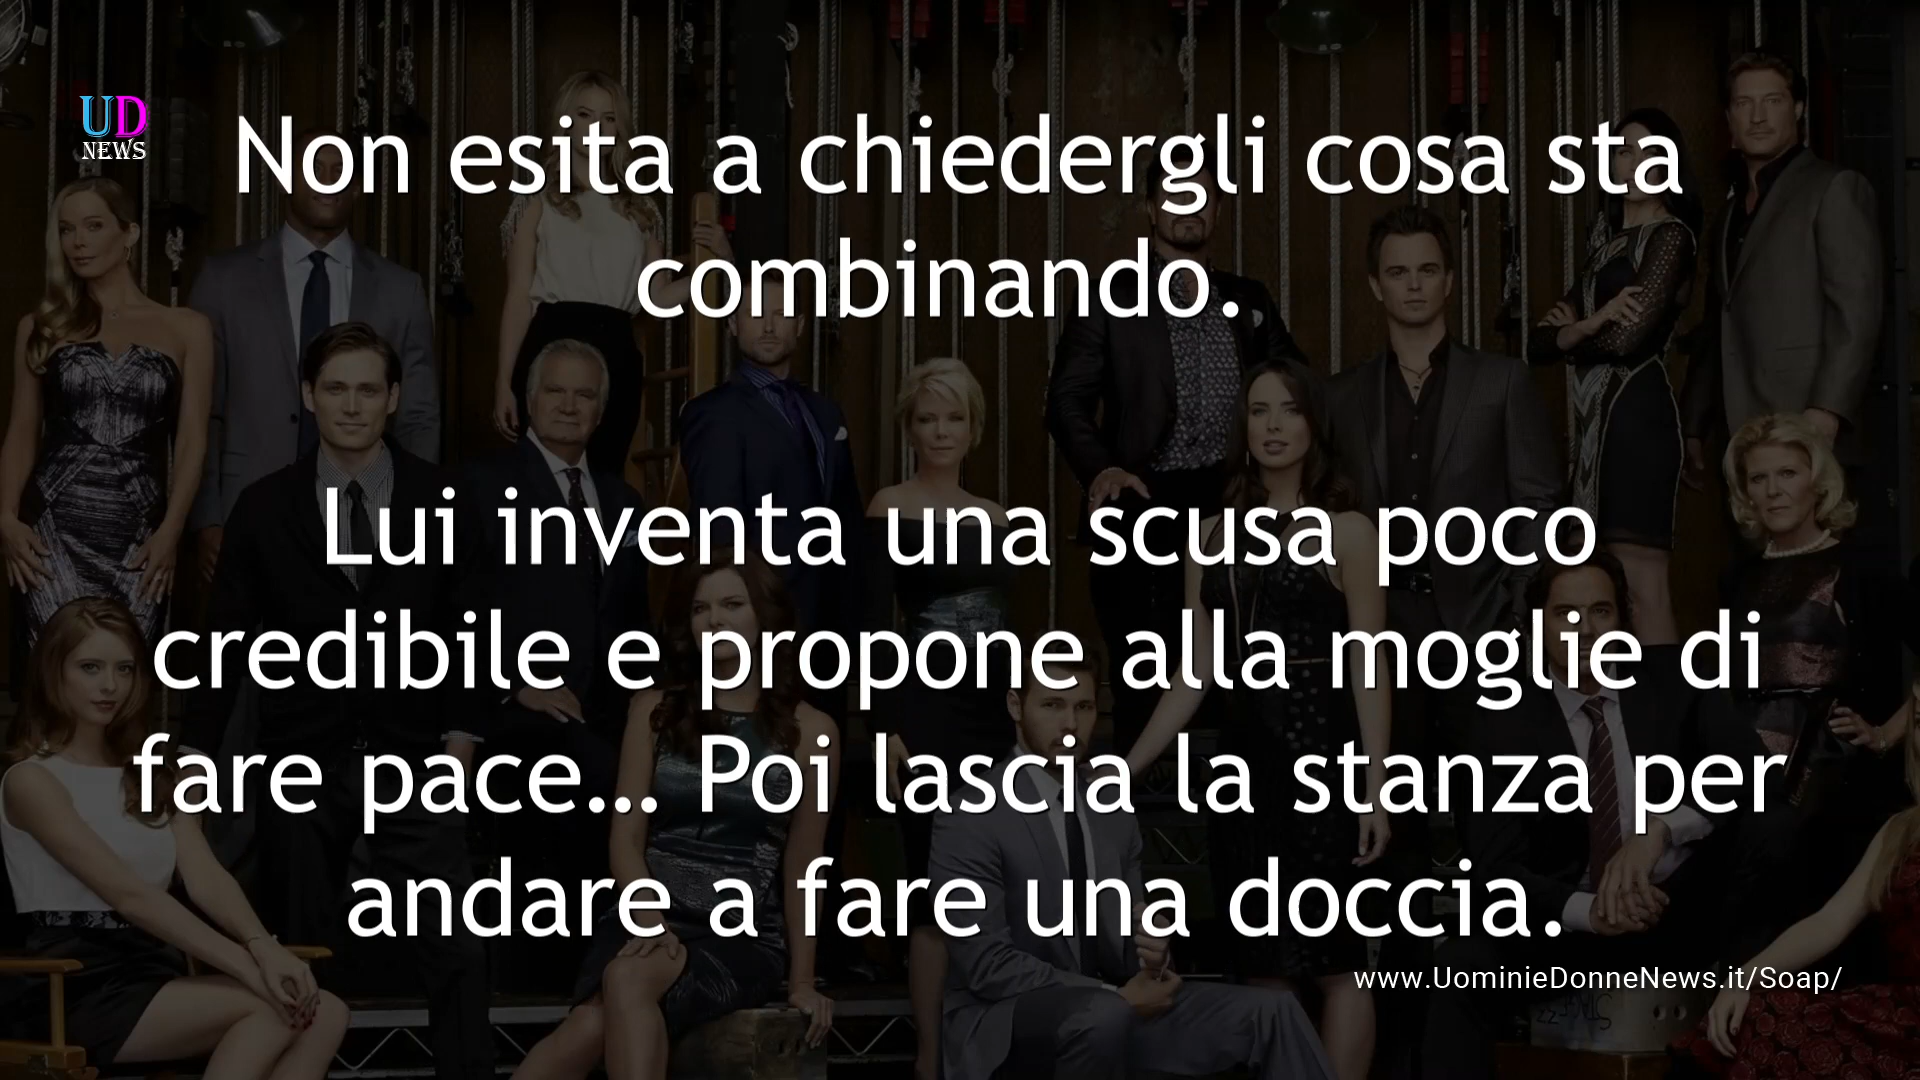 UD
NEWS
Non esita a chiedergli cosa sta
combinando.
Lui inventa una scusa poco
credibile e propone alla moglie di
fare pace... Poi lascia la stanza per
andare a fare una doccia.
www.UominieDonneNews.it/Soap/